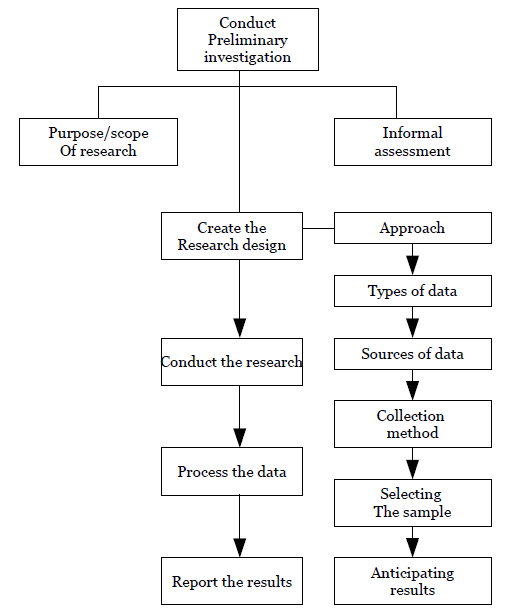 Conduct
Preliminary
investigation
Purpose/scope
Of research
Informal
assessment
Create the
Research design
Approach
Types of data
Conduct the research
Sources of data
Collection
method
Process the data
Selecting
The sample
Report the results
Anticipating
results